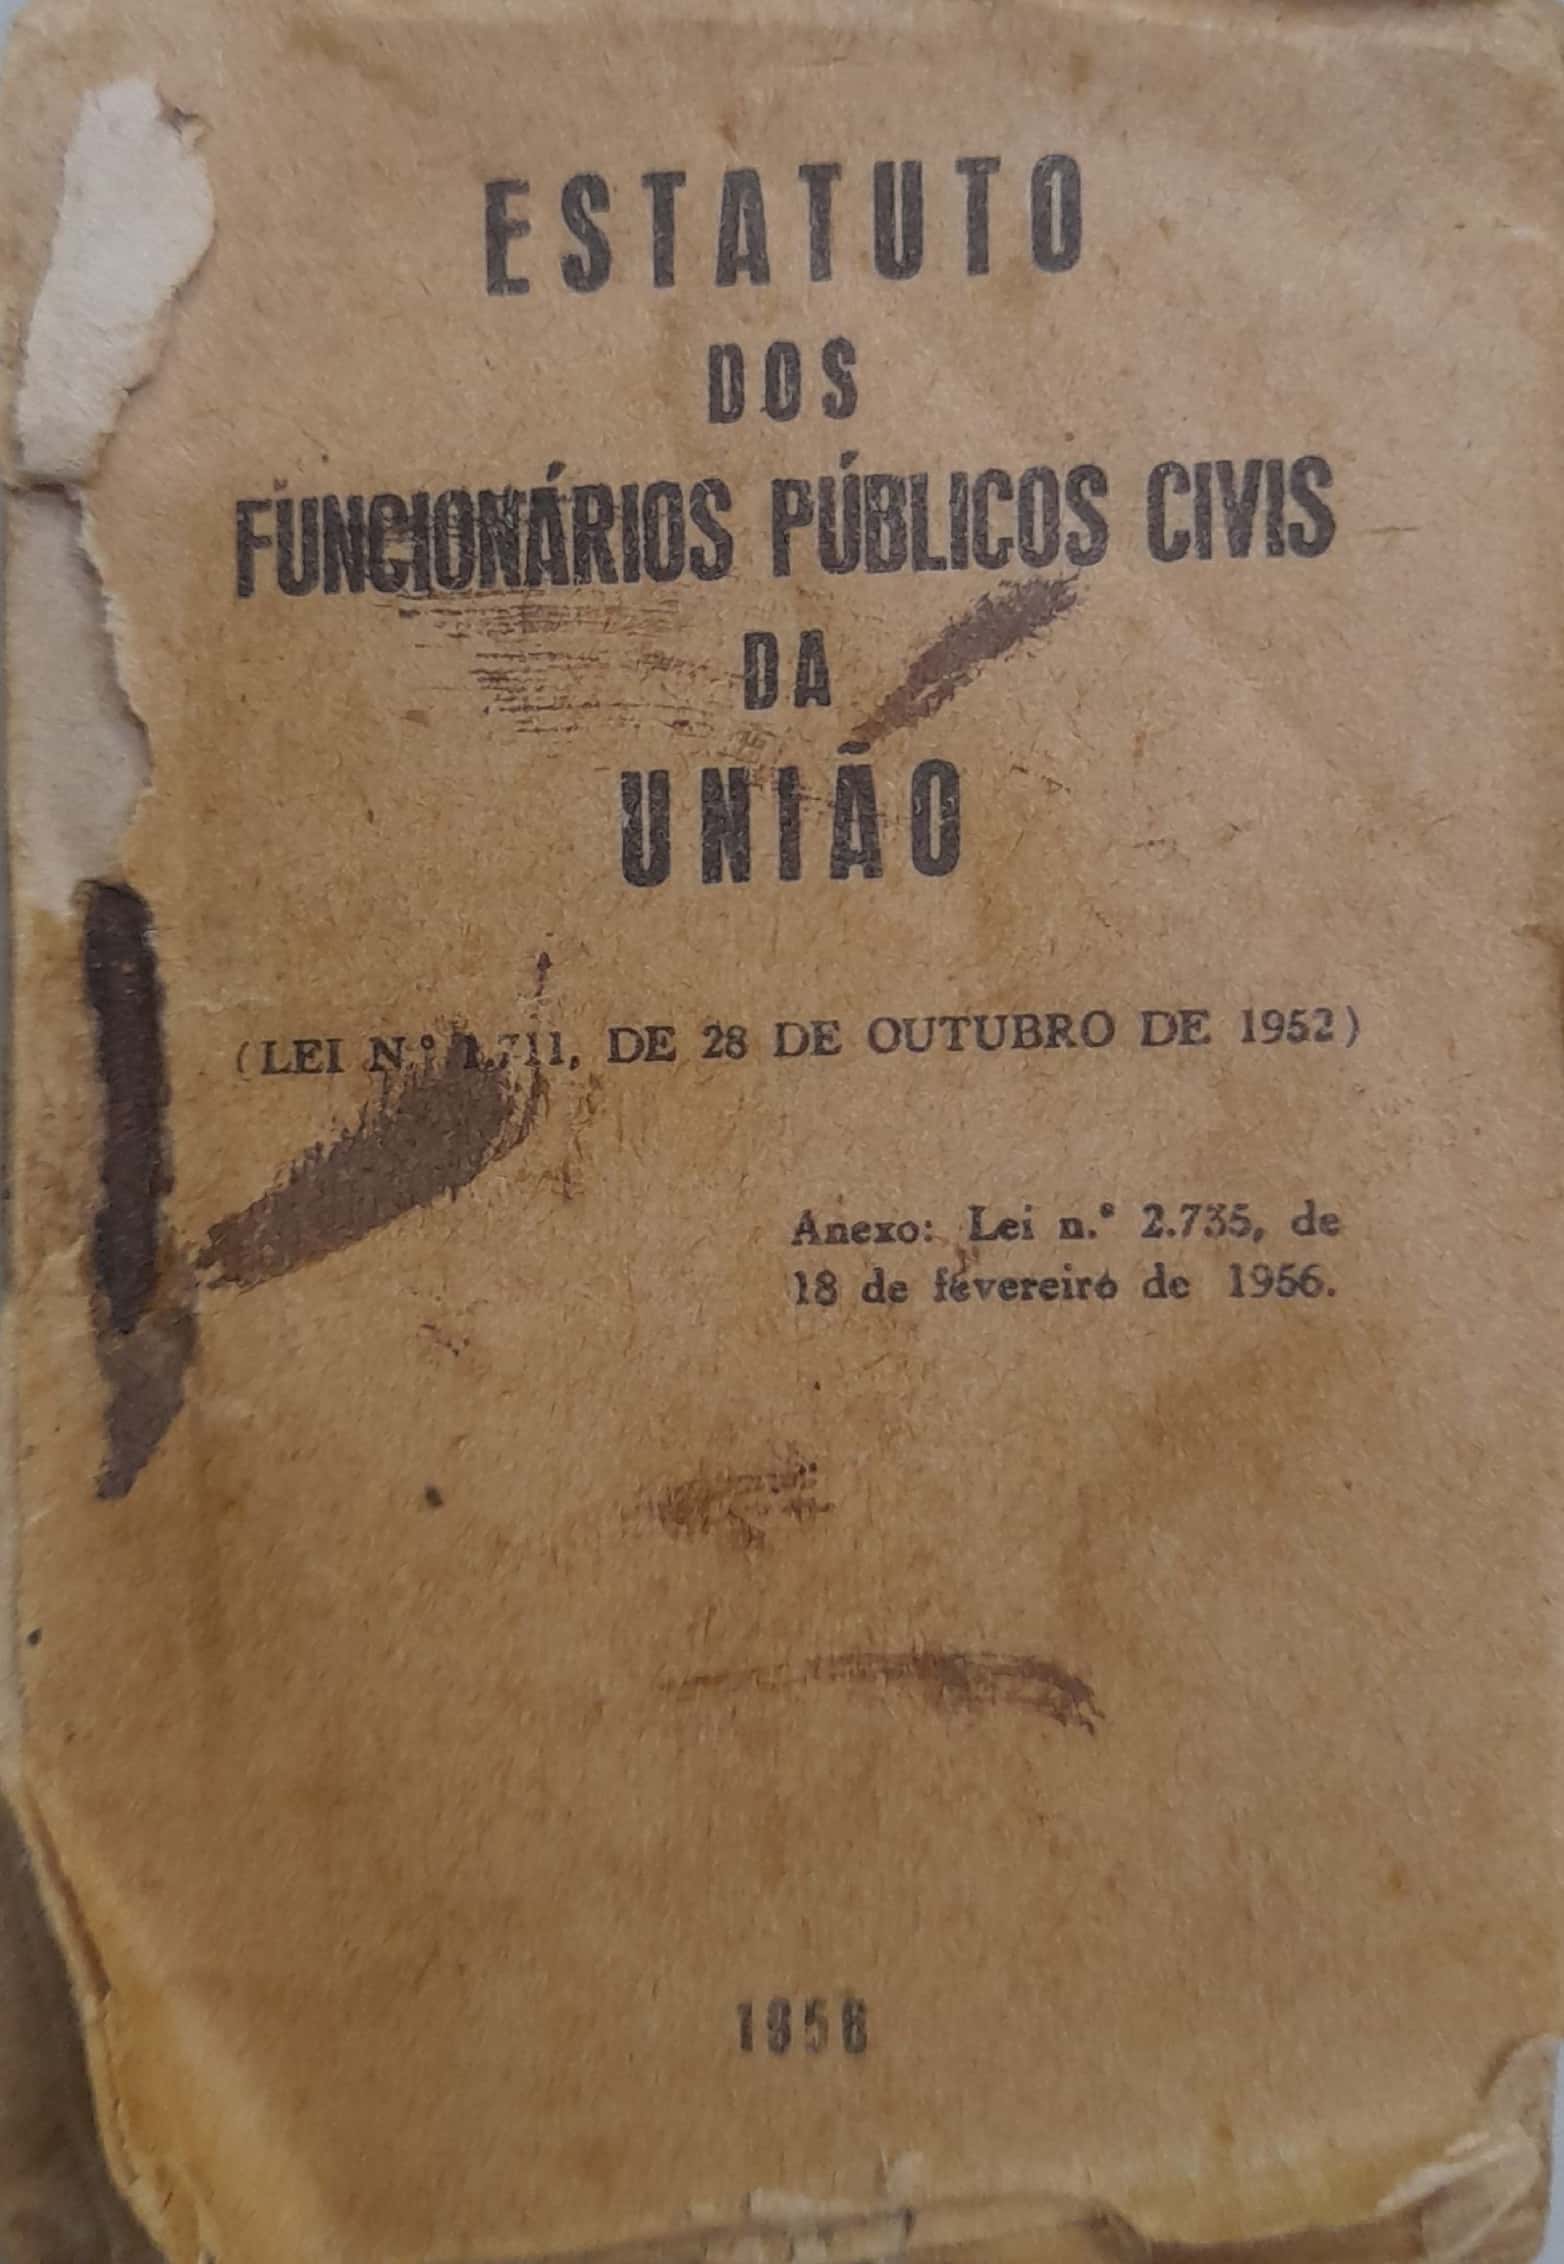 ESTATUTO
DOS
FUNCIONÁRIOS PÚBLICOS CIVIS
DA
UNIÃO
(LEI N.º 1.711, DE 28 DE OUTUBRO DE 1952)
Anexo: Lei n.º 2.735, de
18 de fevereiro de 1956.
1956